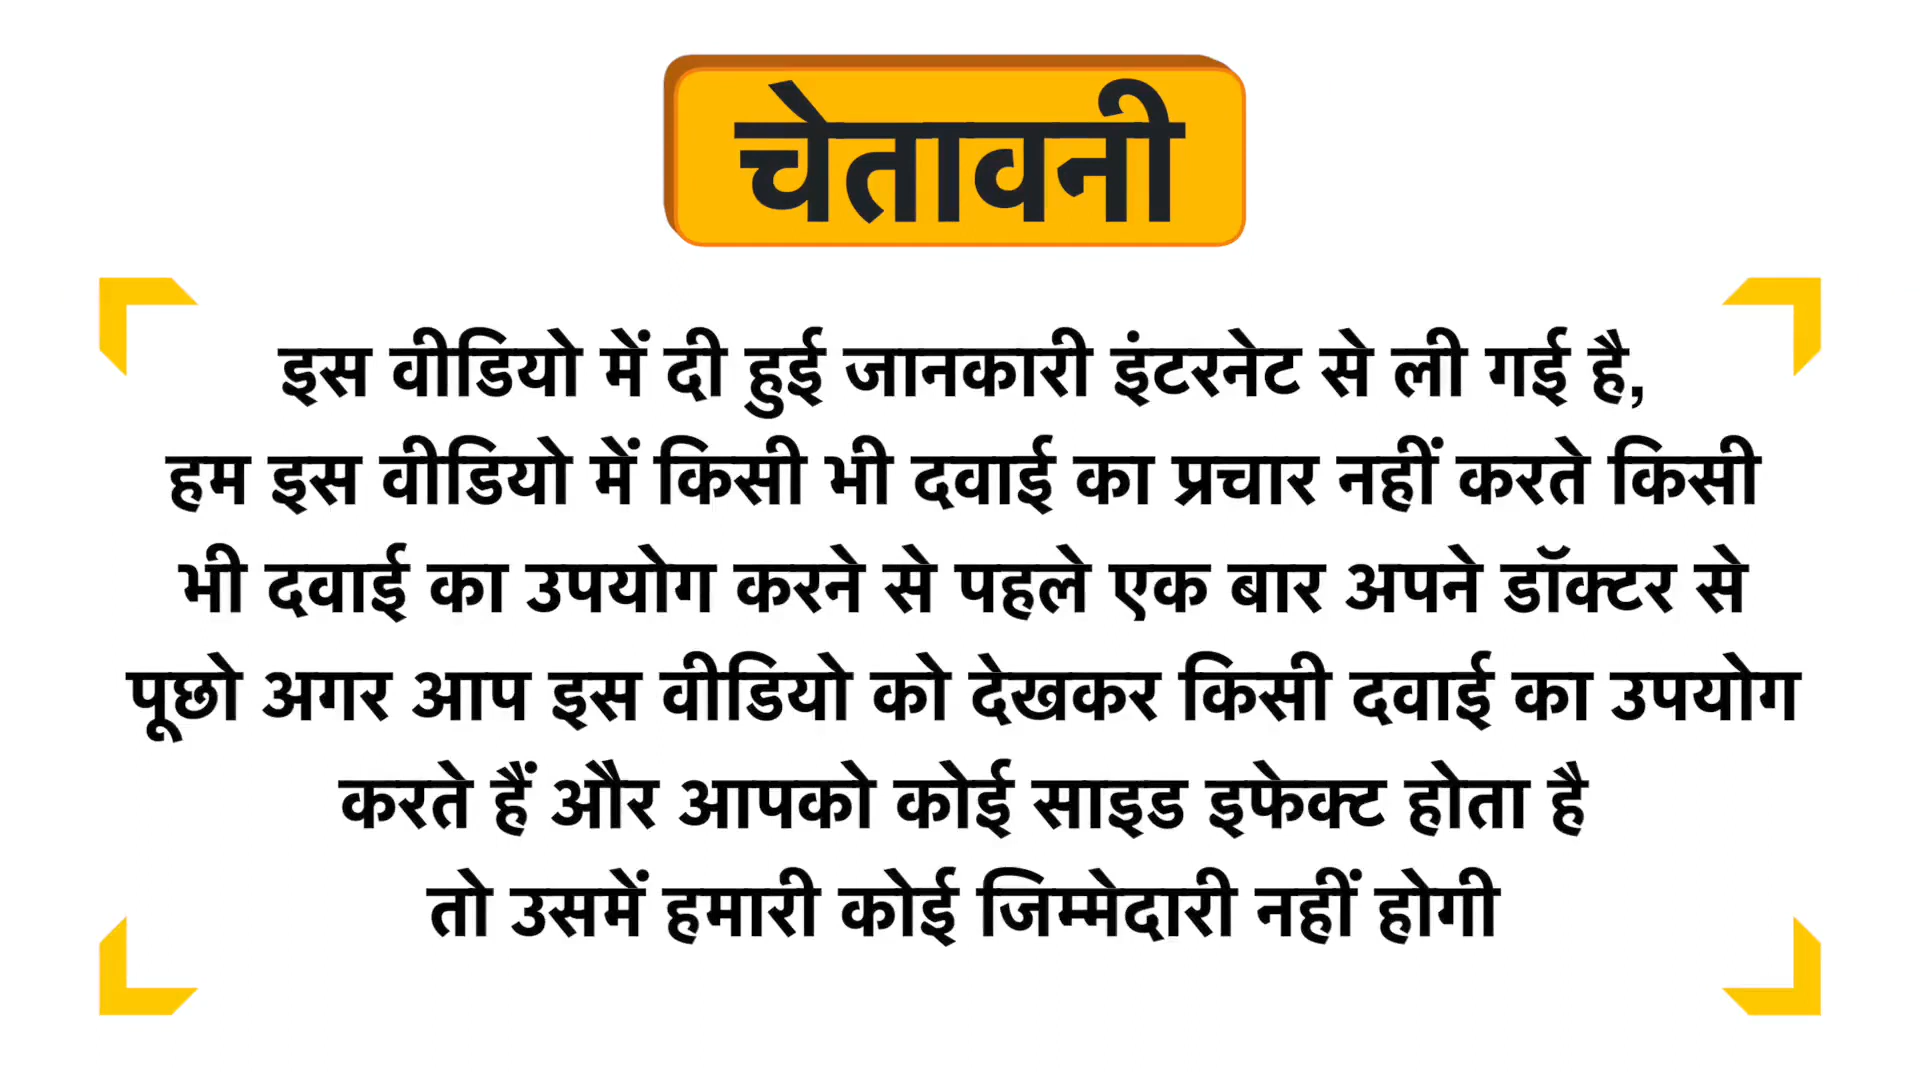 चेतावनी
इस वीडियो में दी हुई जानकारी इंटरनेट से ली गई है,
हम इस वीडियो में किसी भी दवाई का प्रचार नहीं करते किसी
भी दवाई का उपयोग करने से पहले एक बार अपने डॉक्टर से
पूछो अगर आप इस वीडियो को देखकर किसी दवाई का उपयोग
करते हैं और आपको कोई साइड इफेक्ट होता है
तो उसमें हमारी कोई जिम्मेदारी नहीं होगी